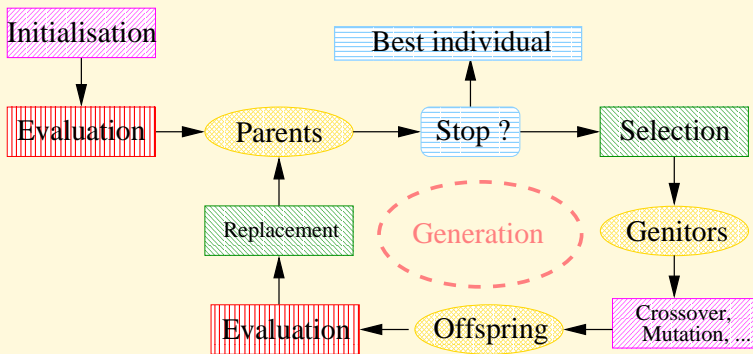 Initialisation
Best individual
Evaluation
Parents
Stop ?
Selection
Replacement
Generation
Genitors
Evaluation
Offspring
Crossover,
Mutation, ...